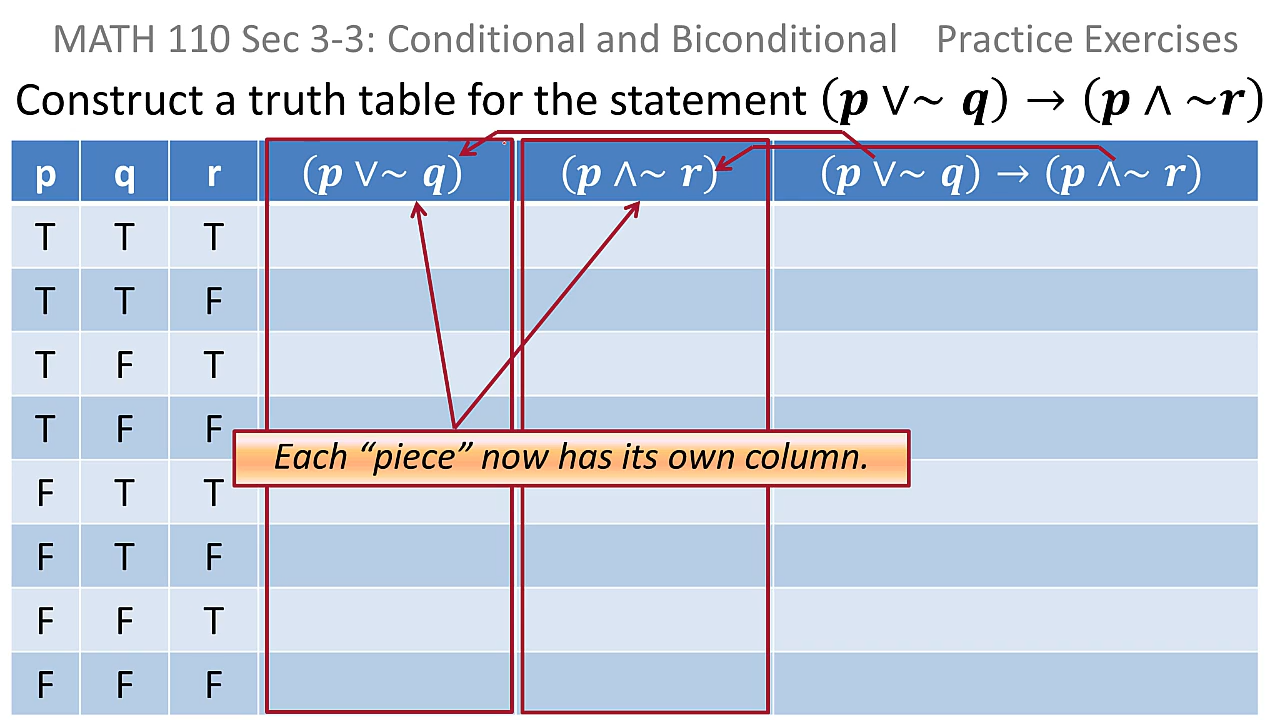 MATH 110 Sec 3-3: Conditional and Biconditional Practice Exercises
Construct a truth table for the statement (p ∨~ q) → (p ∧ ~r)
p q r (p ∨~ q) (p ∧~ r) (p ∨~ q) → (p ∧~ r)
T T T
T T F
T F T
T F F
Each “piece” now has its own column.
F T T
F T F
F F T
F F F